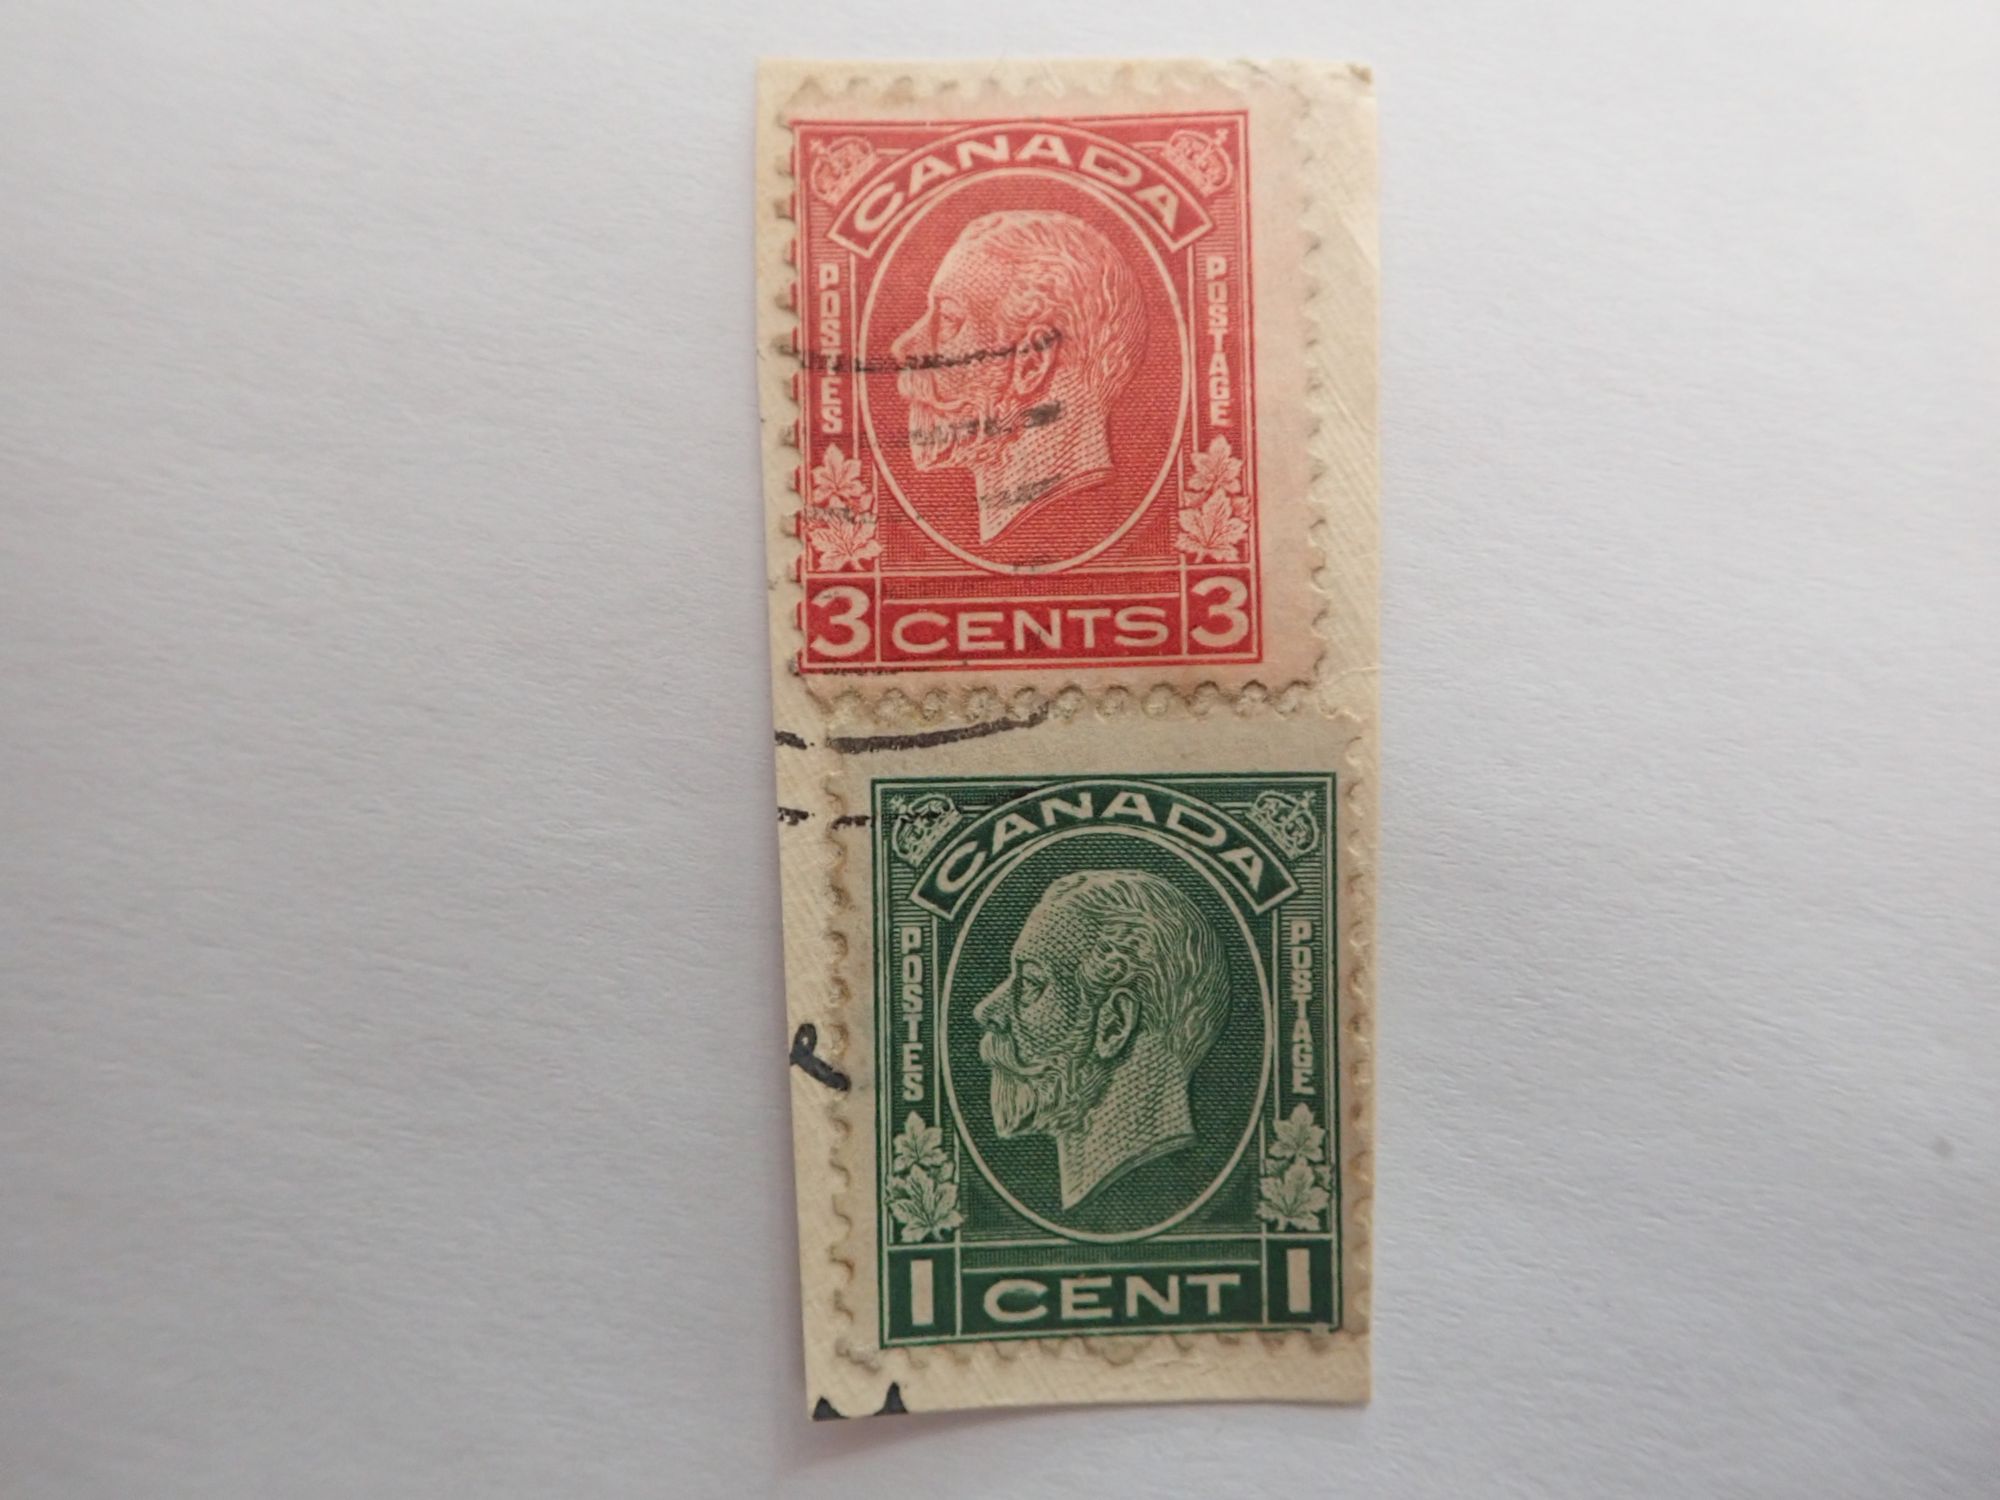 CANADA
POSTES
POSTAGE
3 CENTS 3
CANADA
POSTES
POSTAGE
1 CENT 1